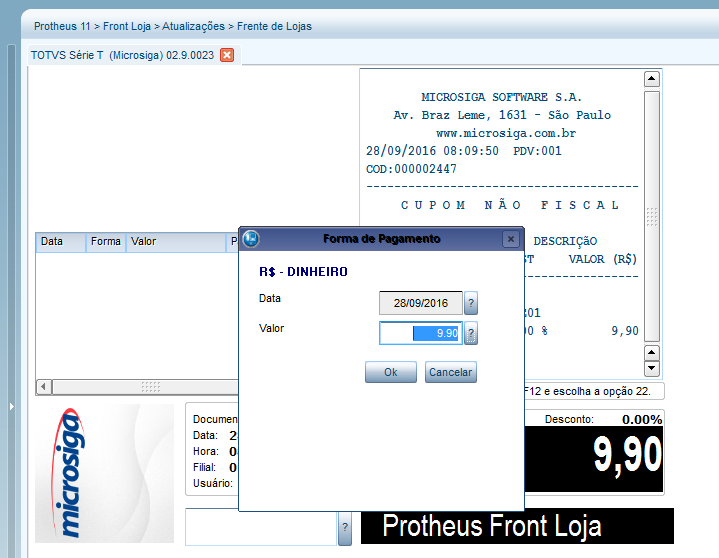 Protheus 11 > Front Loja > Atualizações > Frente de Lojas
TOTVS Série T (Microsiga) 02.9.0023
MICROSIGA SOFTWARE S.A.
Av. Braz Leme, 1631 - São Paulo
www.microsiga.com.br
28/09/2016 08:09:50 PDV:001
COD:000002447
C U P O M N Ã O F I S C A L
Data Forma Valor P
DESCRIÇãO
ST VALOR (R$)
Forma de Pagamento
R$ - DINHEIRO
Data 28/09/2016 ?
Valor 9.90 ?
Ok Cancelar
01
0 % 9,90
F12 e escolha a opção 22.
microsiga
Documen
Data: 2
Hora: 0
Filial: 0
Usuário:
Desconto: 0.00%
9,90
?
Protheus Front Loja